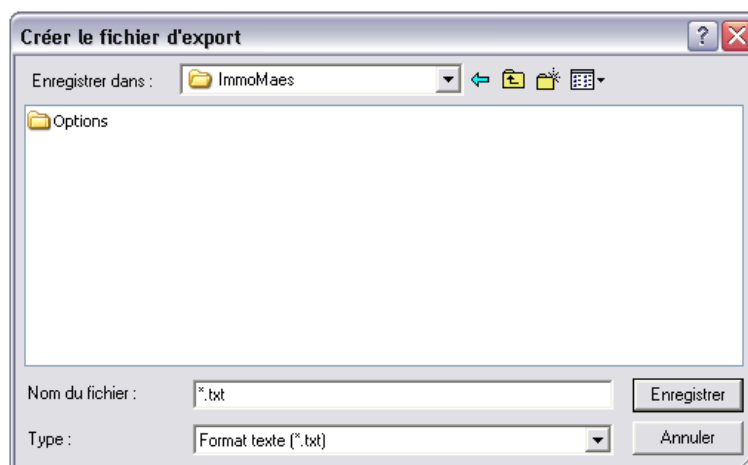 Créer le fichier d'export
Enregistrer dans : ImmoMaes
Options
Nom du fichier : *.txt Enregistrer
Type : Format texte (*.txt) Annuler